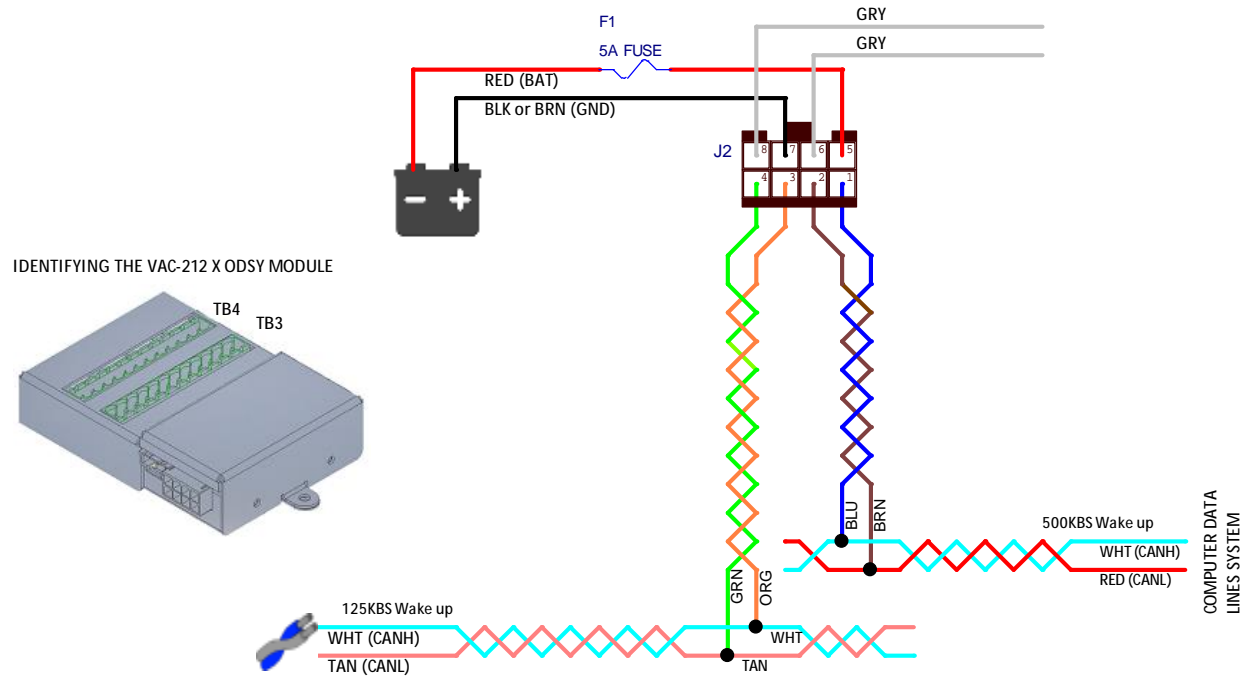 GRY
F1
GRY
5A FUSE
RED (BAT)
BLK or BRN (GND)
J2
8 7 6 5
4 3 2 1
IDENTIFYING THE VAC-212 X ODSY MODULE
TB4
TB3
BLU
BRN
500KBS Wake up
WHT (CANH)
RED (CANL)
COMPUTER DATA
LINES SYSTEM
GRN
ORG
125KBS Wake up
WHT (CANH)
WHT
TAN (CANL)
TAN